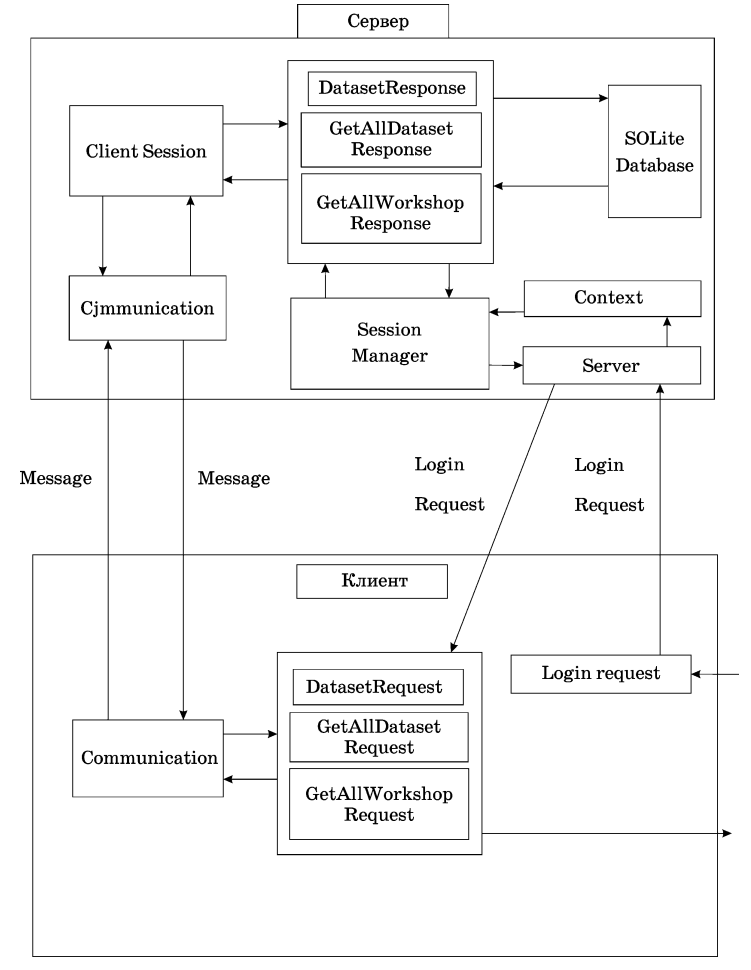 Сервер
DatasetResponse
GetAllDataset
Response
GetAllWorkshop
Response
Client Session
SOLite
Database
Cjmmunication
Session
Manager
Context
Server
Message
Message
Login
Request
Login
Request
Клиент
DatasetRequest
GetAllDataset
Request
GetAllWorkshop
Request
Login request
Communication